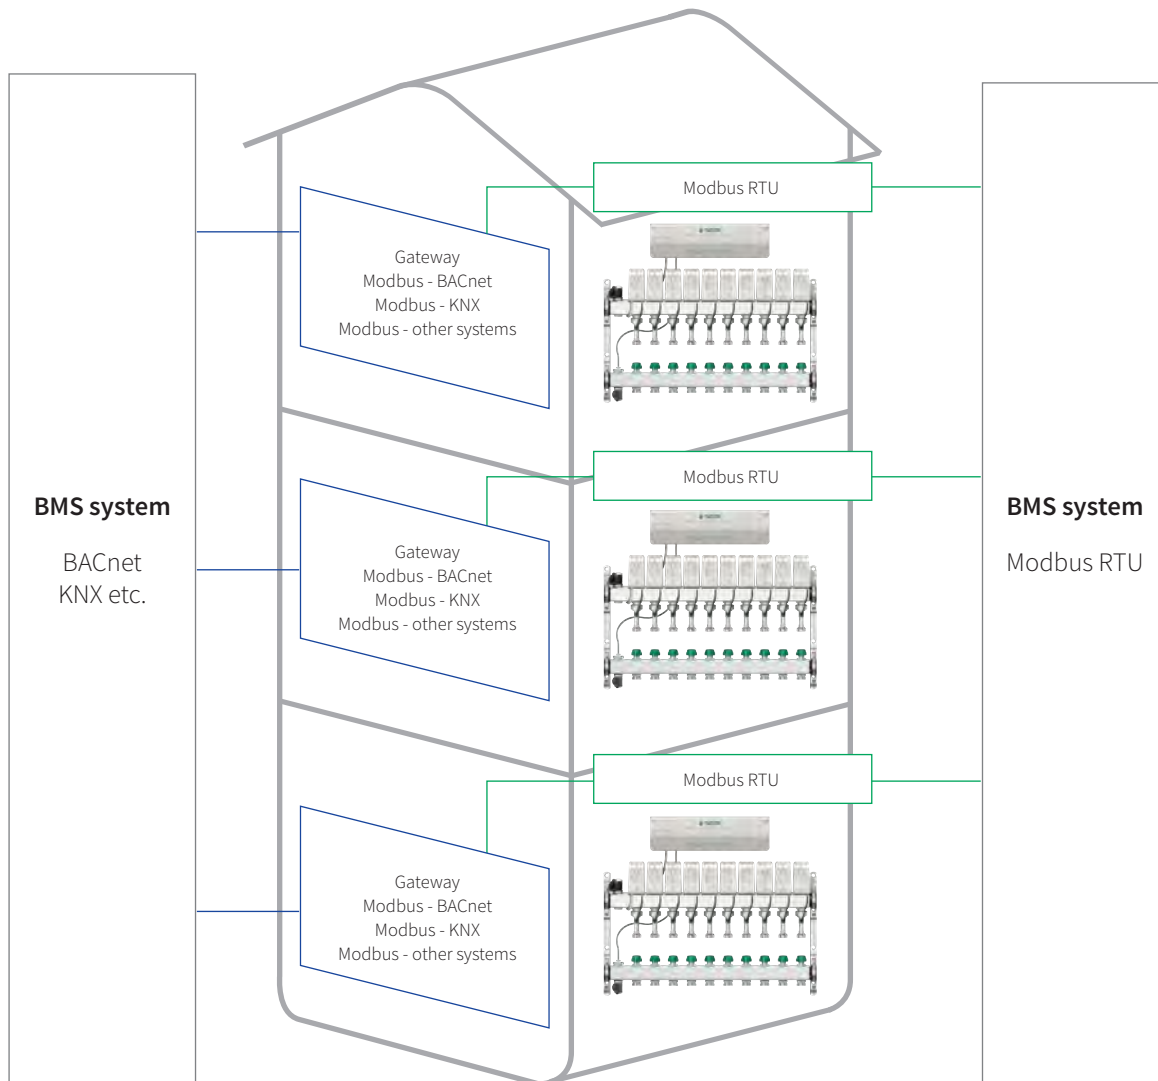 BMS system
BACnet
KNX etc.
Modbus RTU
Gateway
Modbus - BACnet
Modbus - KNX
Modbus - other systems
Modbus RTU
Gateway
Modbus - BACnet
Modbus - KNX
Modbus - other systems
Modbus RTU
Gateway
Modbus - BACnet
Modbus - KNX
Modbus - other systems
BMS system
Modbus RTU